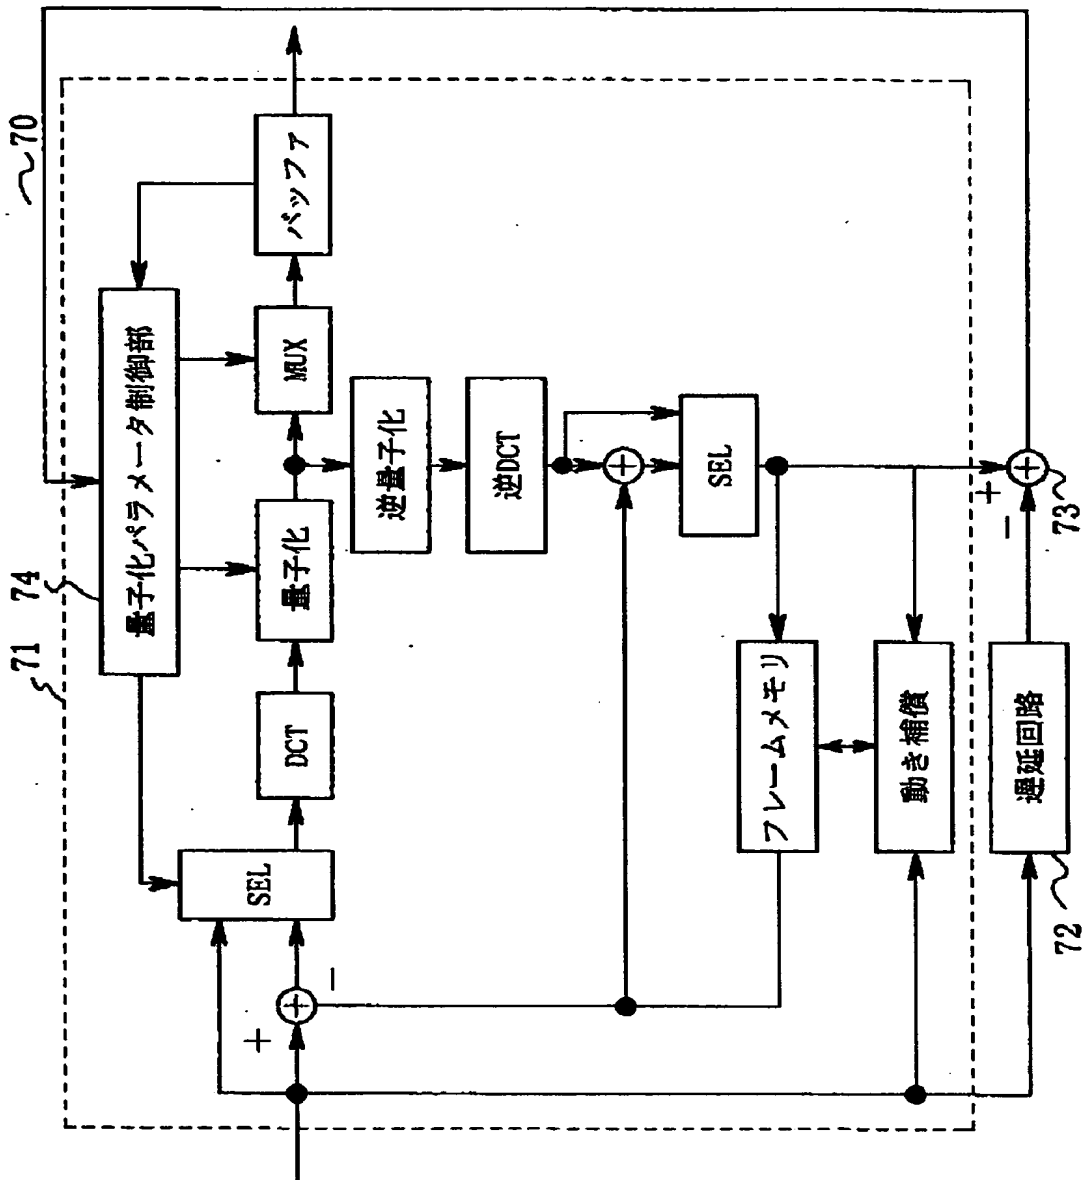 70
71
74
量子化パラメータ制御部
バッファ
MUX
量子化
DCT
SEL
逆量子化
逆DCT
SEL
フレームメモリ
動き補償
遅延回路
72
73
+
−
+
−